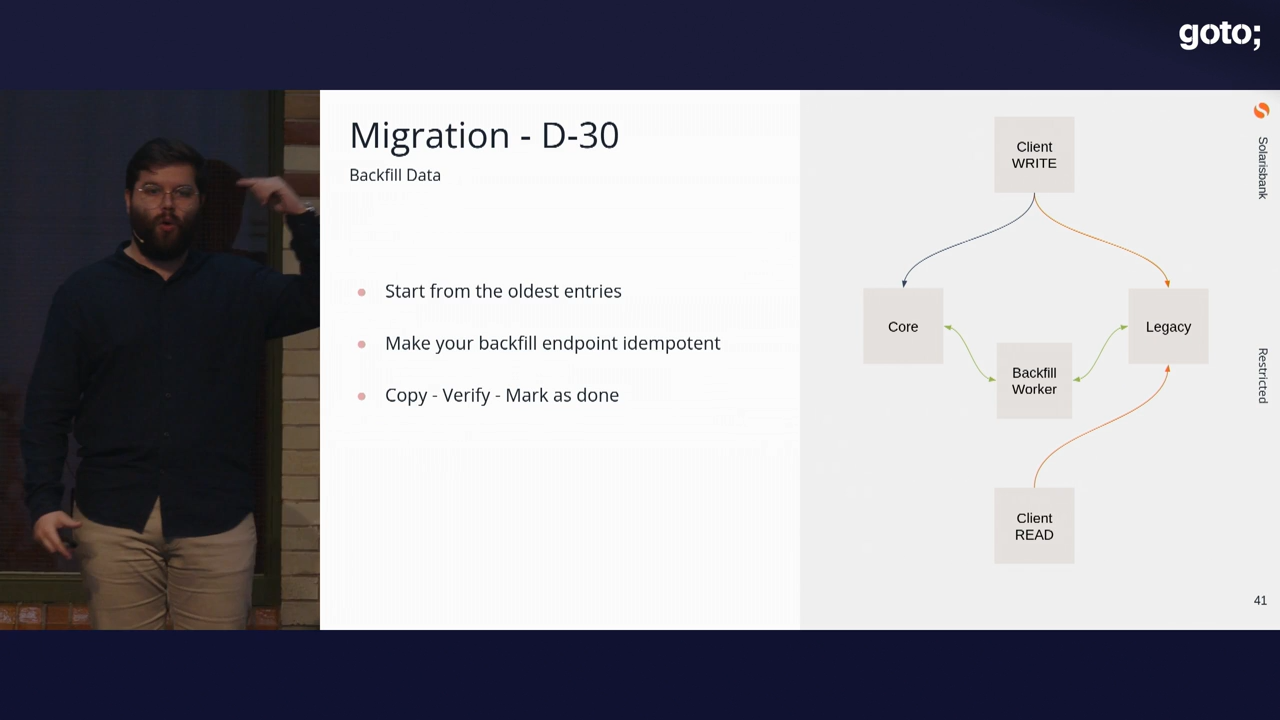 goto;
Migration - D-30
Backfill Data
Start from the oldest entries
Make your backfill endpoint idempotent
Copy - Verify - Mark as done
Client
WRITE
Core
Legacy
Backfill
Worker
Client
READ
Solarisbank
Restricted
41